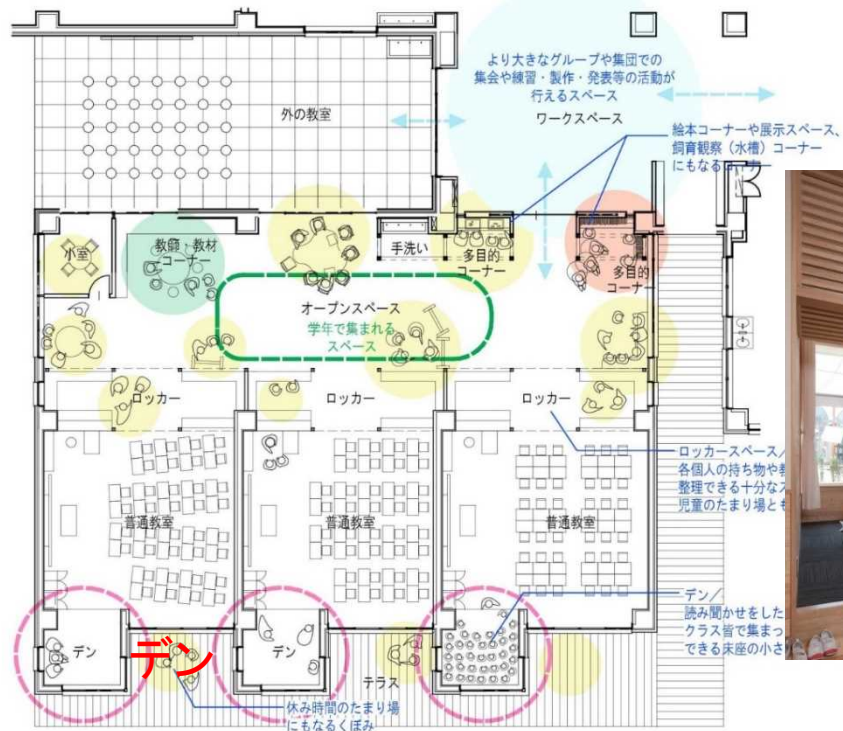 より大きなグループや集団での
集会や練習・製作・発表等の活動が
行えるスペース
ワークスペース
外の教室
絵本コーナーや展示スペース、
飼育観察（水槽）コーナー
にもなる
小室
教師・教材
コーナー
手洗い
多目的
コーナー
多目的
コーナー
オープンスペース
学年で集まれる
スペース
ロッカー
ロッカー
ロッカー
ロッカースペース／
各個人の持ち物や
整理できる十分な
児童のたまり場とも
普通教室
普通教室
普通教室
デン／
読み聞かせをした
クラス皆で集まっ
できる床座の小さ
デン
デン
デン
テラス
休み時間のたまり場
にもなるくぼみ